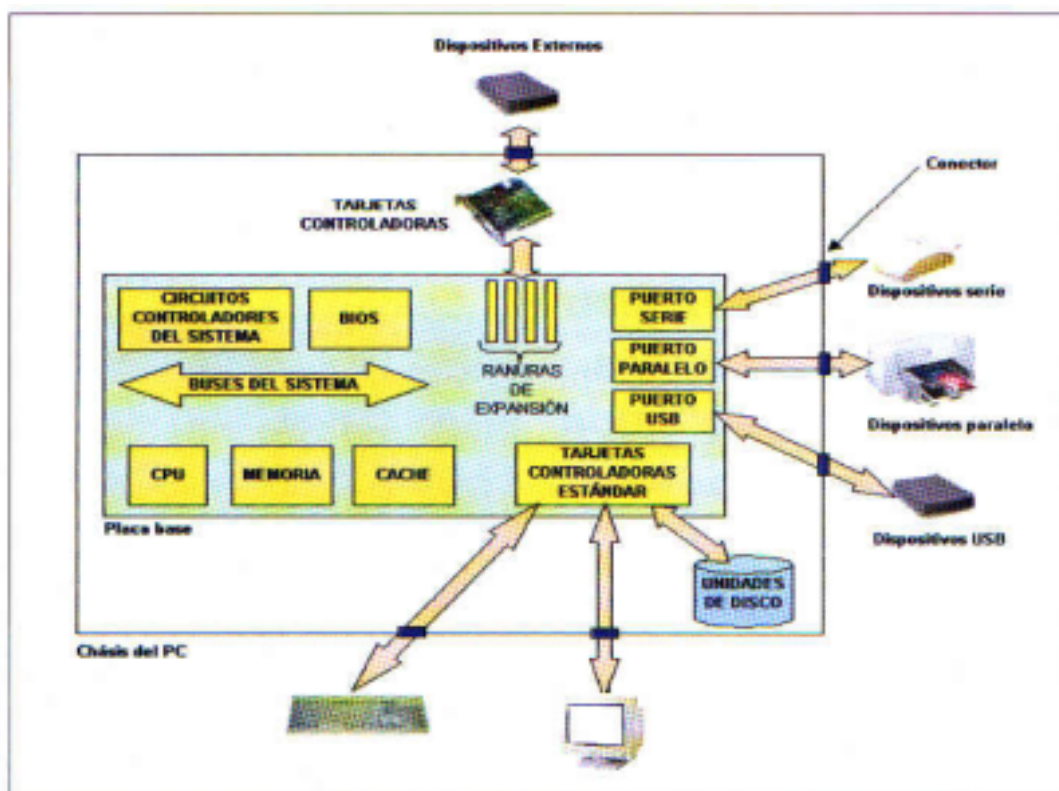 Dispositivos Externos
Conector
TARJETAS
CONTROLADORAS
CIRCUITOS
CONTROLADORES
DEL SISTEMA
BIOS
PUERTO
SERIE
Dispositivos serie
PUERTO
PARALELO
BUSES DEL SISTEMA
RANURAS
DE
EXPANSIÓN
PUERTO
USB
Dispositivos paralelo
CPU
MEMORIA
CACHE
TARJETAS
CONTROLADORAS
ESTÁNDAR
Placa base
Dispositivos USB
UNIDADES
DE DISCO
Chásis del PC